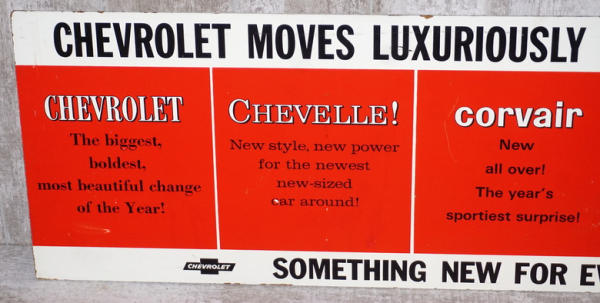 CHEVROLET MOVES LUXURIOUSLY
CHEVROLET
The biggest,
boldest,
most beautiful change
of the Year!
CHEVELLE!
New style, new power
for the newest
new-sized
car around!
corvair
New
all over!
The year's
sportiest surprise!
CHEVROLET
SOMETHING NEW FOR